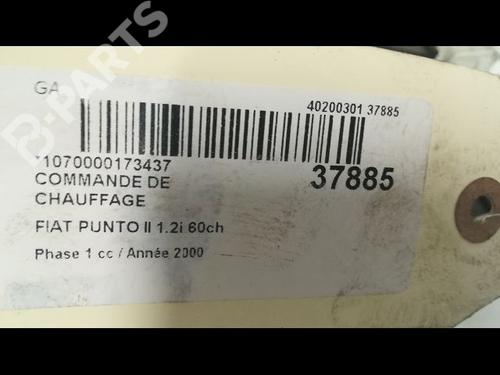 B-PARTS
GA
40200301 37885
*1070000173437
37885
COMMANDE DE
CHAUFFAGE
FIAT PUNTO II 1.2i 60ch
Phase 1 cc / Année 2000